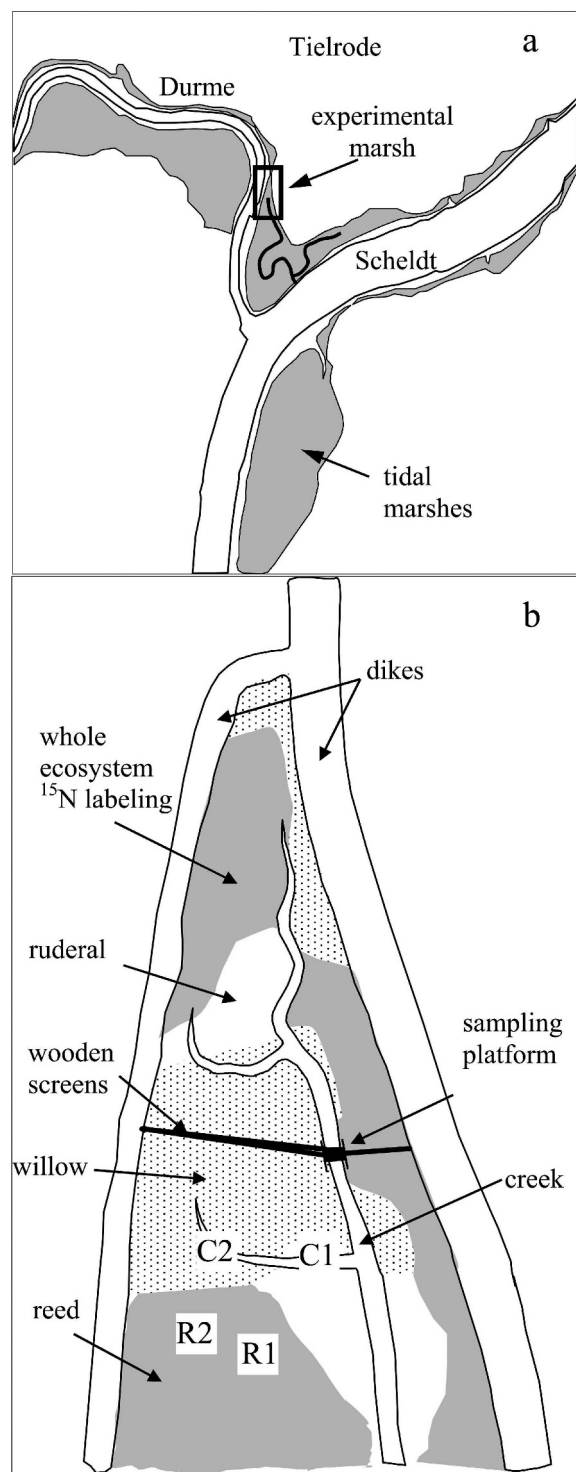 a
Tielrode
Durme
experimental
marsh
Scheldt
tidal
marshes
b
dikes
whole
ecosystem
¹⁵N labeling
ruderal
sampling
platform
wooden
screens
willow
creek
C2
C1
reed
R2
R1